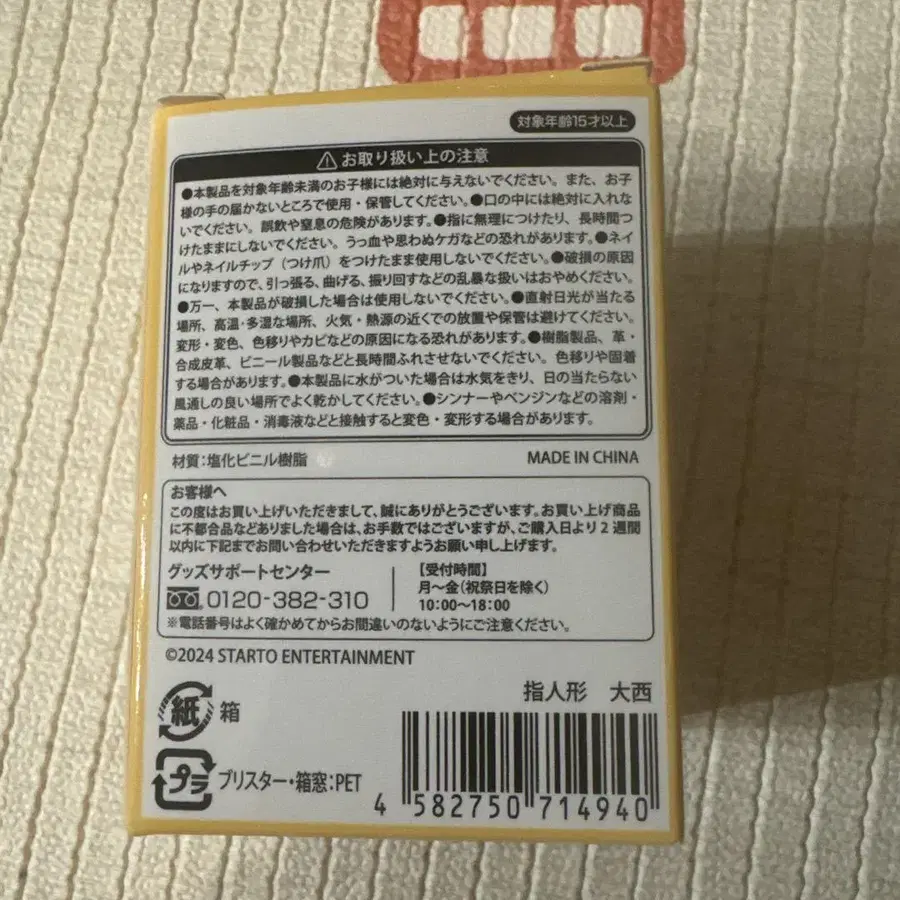 対象年齢15才以上
⚠お取り扱い上の注意
●本製品を対象年齢未満のお子様には絶対に与えないでください。また、お子
様の手の届かないところで使用・保管してください。●口の中には絶対に入れな
いでください。誤飲や窒息の危険があります。●指に無理につけたり、長時間つ
けたままにしないでください。うっ血や思わぬケガなどの恐れがあります。●ネイ
ルやネイルチップ（つけ爪）をつけたまま使用しないでください。●破損の原因
になりますので、引っ張る、曲げる、振り回すなどの乱暴な扱いはおやめください。
●万一、本製品が破損した場合は使用しないでください。●直射日光が当たる
場所、高温・多湿な場所、火気・熱源の近くでの放置や保管は避けてください。
変形・変色、色移りやカビなどの原因になる恐れがあります。●樹脂製品、革・
合成皮革、ビニール製品などと長時間ふれさせないでください。色移りや固着
する場合があります。●本製品に水がついた場合は水気をきり、日の当たらない
風通しの良い場所でよく乾かしてください。●シンナーやベンジンなどの溶剤・
薬品・化粧品・消毒液などと接触すると変色・変形する場合があります。
材質：塩化ビニル樹脂 MADE IN CHINA
お客様へ
この度はお買い上げいただきまして、誠にありがとうございます。お買い上げ商品
に不都合品などありました場合は、お手数ではございますが、ご購入日より2週間
以内に下記までお問い合わせいただきますようお願い申し上げます。
グッズサポートセンター
0120-382-310
【受付時間】
月～金（祝祭日を除く）
10:00～18:00
※電話番号はよく確かめてからお間違いのないようにご注意ください。
©2024 STARTO ENTERTAINMENT
指人形 大西
紙 箱
プラ ブリスター・箱窓：PET
4 582750 714940